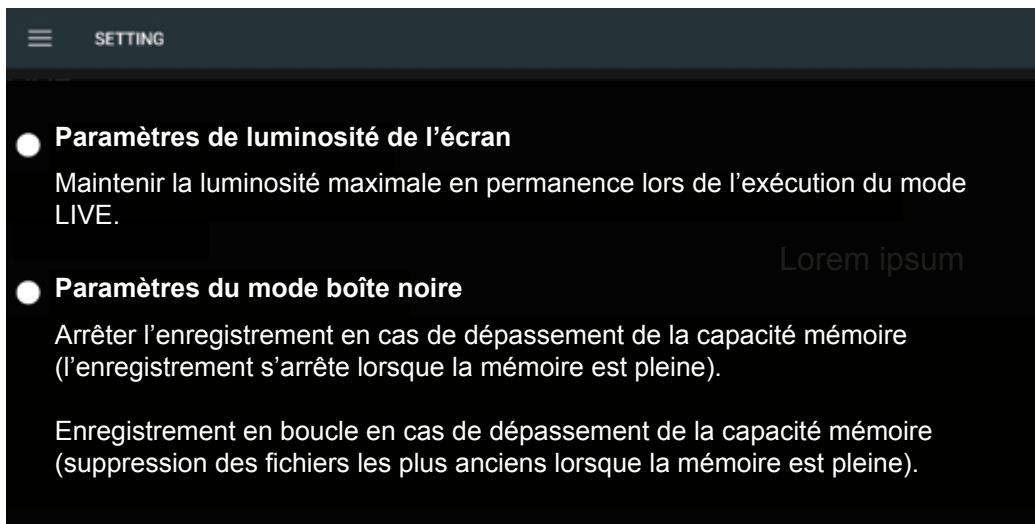 SETTING
Paramètres de luminosité de l’écran
Maintenir la luminosité maximale en permanence lors de l’exécution du mode
LIVE.
Lorem ipsum
Paramètres du mode boîte noire
Arrêter l’enregistrement en cas de dépassement de la capacité mémoire
(l’enregistrement s’arrête lorsque la mémoire est pleine).
Enregistrement en boucle en cas de dépassement de la capacité mémoire
(suppression des fichiers les plus anciens lorsque la mémoire est pleine).